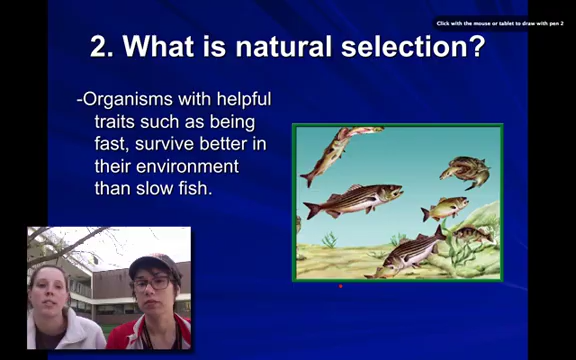 Click with the mouse or tablet to draw with pen 2
2. What is natural selection?
-Organisms with helpful
traits such as being
fast, survive better in
their environment
than slow fish.